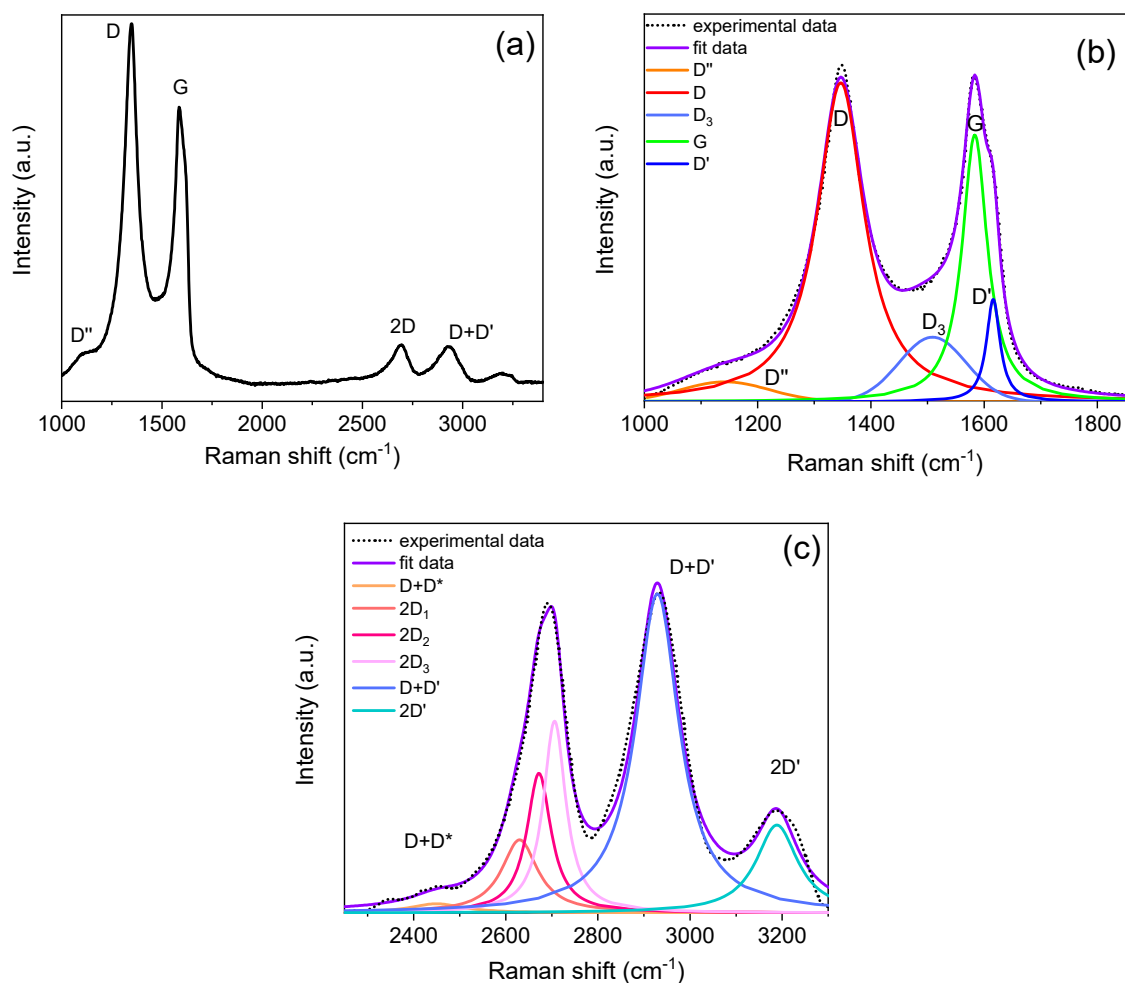 (a)
D
G
D"
2D
D+D'
Intensity (a.u.)
1000 1500 2000 2500 3000
Raman shift (cm⁻¹)
(b)
experimental data
fit data
D"
D
D₃
G
D'
D
G
D'
D₃
D"
Intensity (a.u.)
1000 1200 1400 1600 1800
Raman shift (cm⁻¹)
(c)
experimental data
fit data
D+D*
2D₁
2D₂
2D₃
D+D'
2D'
D+D'
2D'
D+D*
Intensity (a.u.)
2400 2600 2800 3000 3200
Raman shift (cm⁻¹)